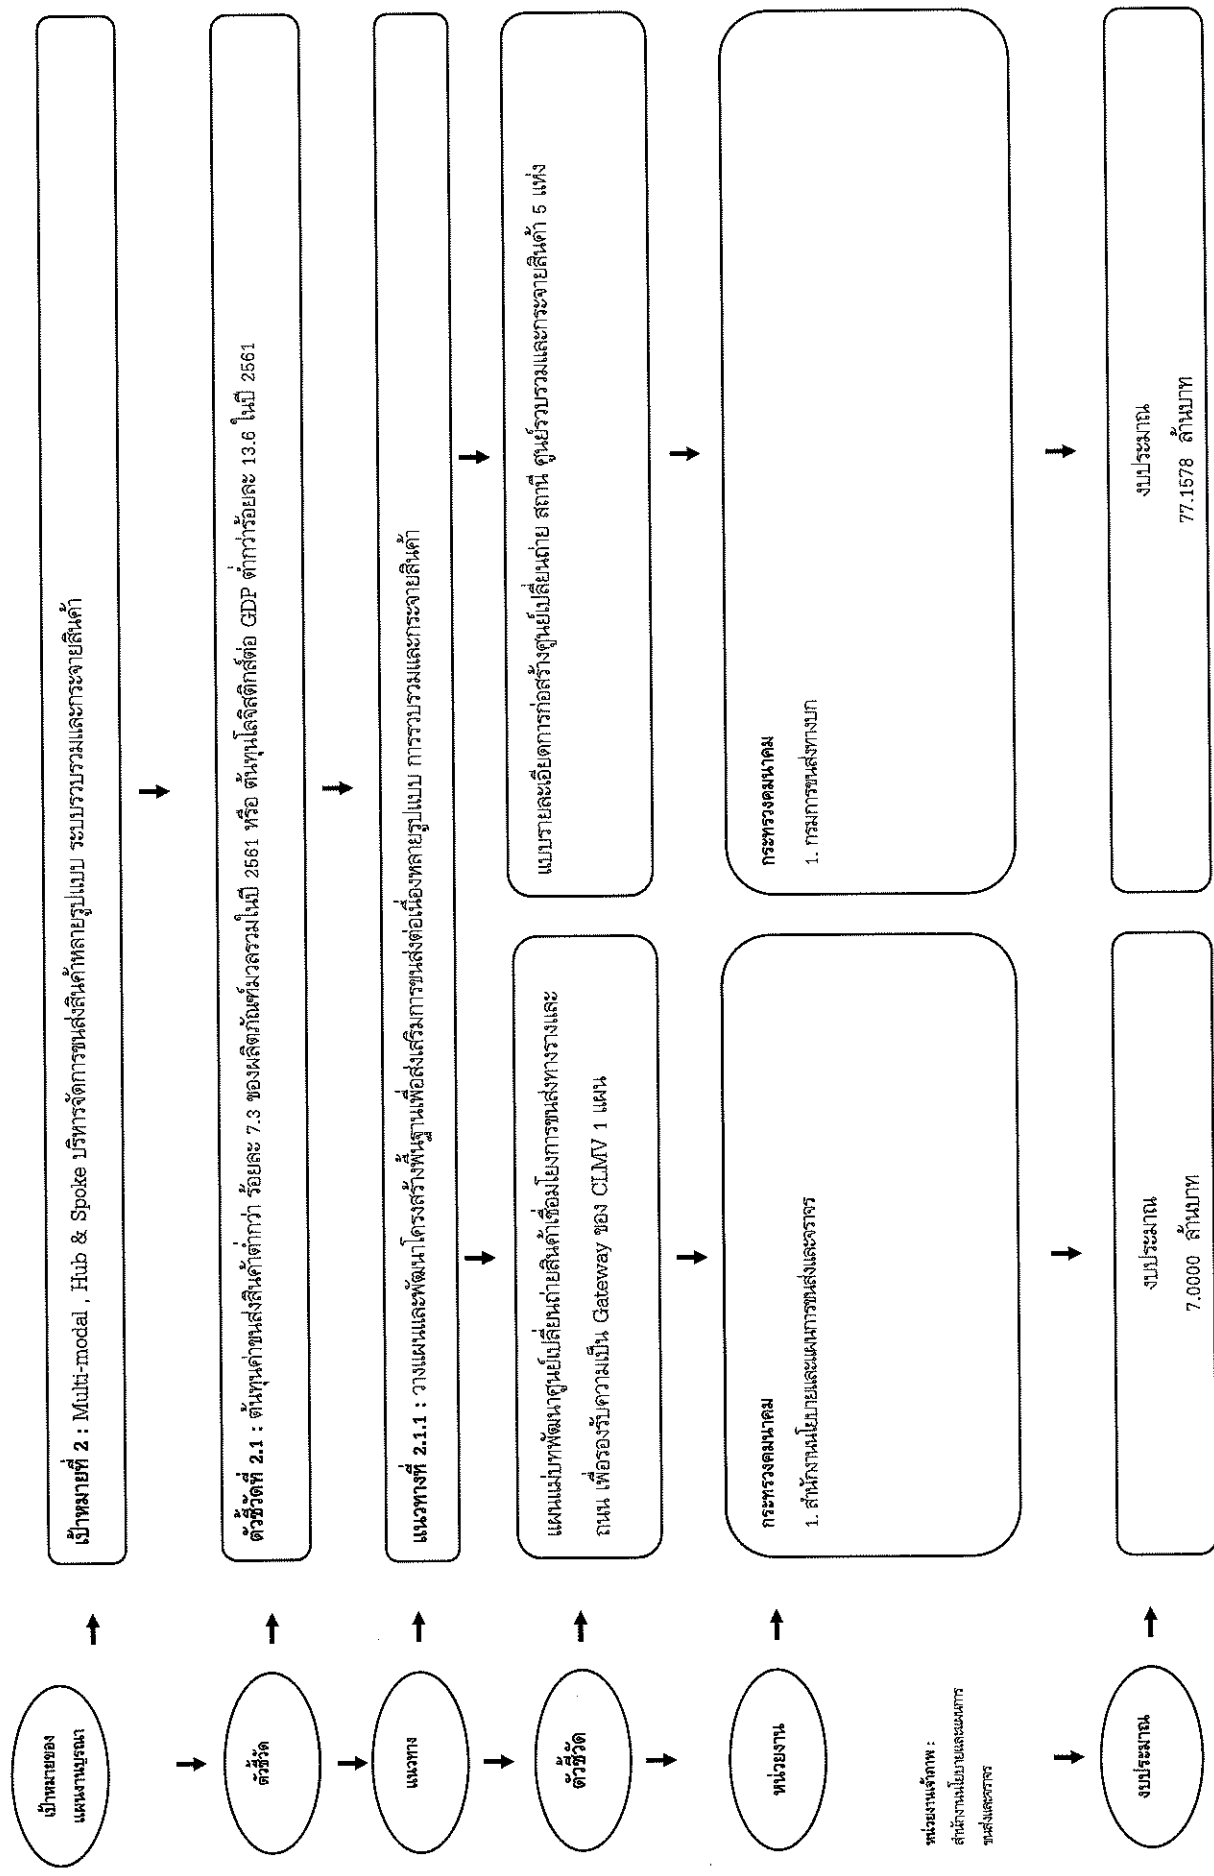 เป้าหมายของ
แผนงานบูรณา
เป้าหมายที่ 2 : Multi-modal , Hub & Spoke บริหารจัดการขนส่งสินค้าหลายรูปแบบ ระบบรวบรวมและกระจายสินค้า
ตัวชี้วัด
ตัวชี้วัดที่ 2.1 : ต้นทุนค่าขนส่งสินค้าต่ำกว่า ร้อยละ 7.3 ของผลิตภัณฑ์มวลรวมในปี 2561 หรือ ต้นทุนโลจิสติกส์ต่อ GDP ต่ำกว่าร้อยละ 13.6 ในปี 2561
แนวทาง
แนวทางที่ 2.1.1 : วางแผนและพัฒนาโครงสร้างพื้นฐานเพื่อส่งเสริมการขนส่งต่อเนื่องหลายรูปแบบ การรวบรวมและกระจายสินค้า
ตัวชี้วัด
แผนแม่บทพัฒนาศูนย์เปลี่ยนถ่ายสินค้าเชื่อมโยงการขนส่งทางรางและ
ถนน เพื่อรองรับความเป็น Gateway ของ CLMV 1 แผน
แบบรายละเอียดการก่อสร้างศูนย์เปลี่ยนถ่าย สถานี ศูนย์รวบรวมและกระจายสินค้า 5 แห่ง
หน่วยงาน
กระทรวงคมนาคม
1. สำนักงานนโยบายและแผนการขนส่งและจราจร
กระทรวงคมนาคม
1. กรมการขนส่งทางบก
หน่วยงานเจ้าภาพ :
สำนักงานนโยบายและแผนการ
ขนส่งและจราจร
งบประมาณ
งบประมาณ
7.0000 ล้านบาท
งบประมาณ
77.1578 ล้านบาท